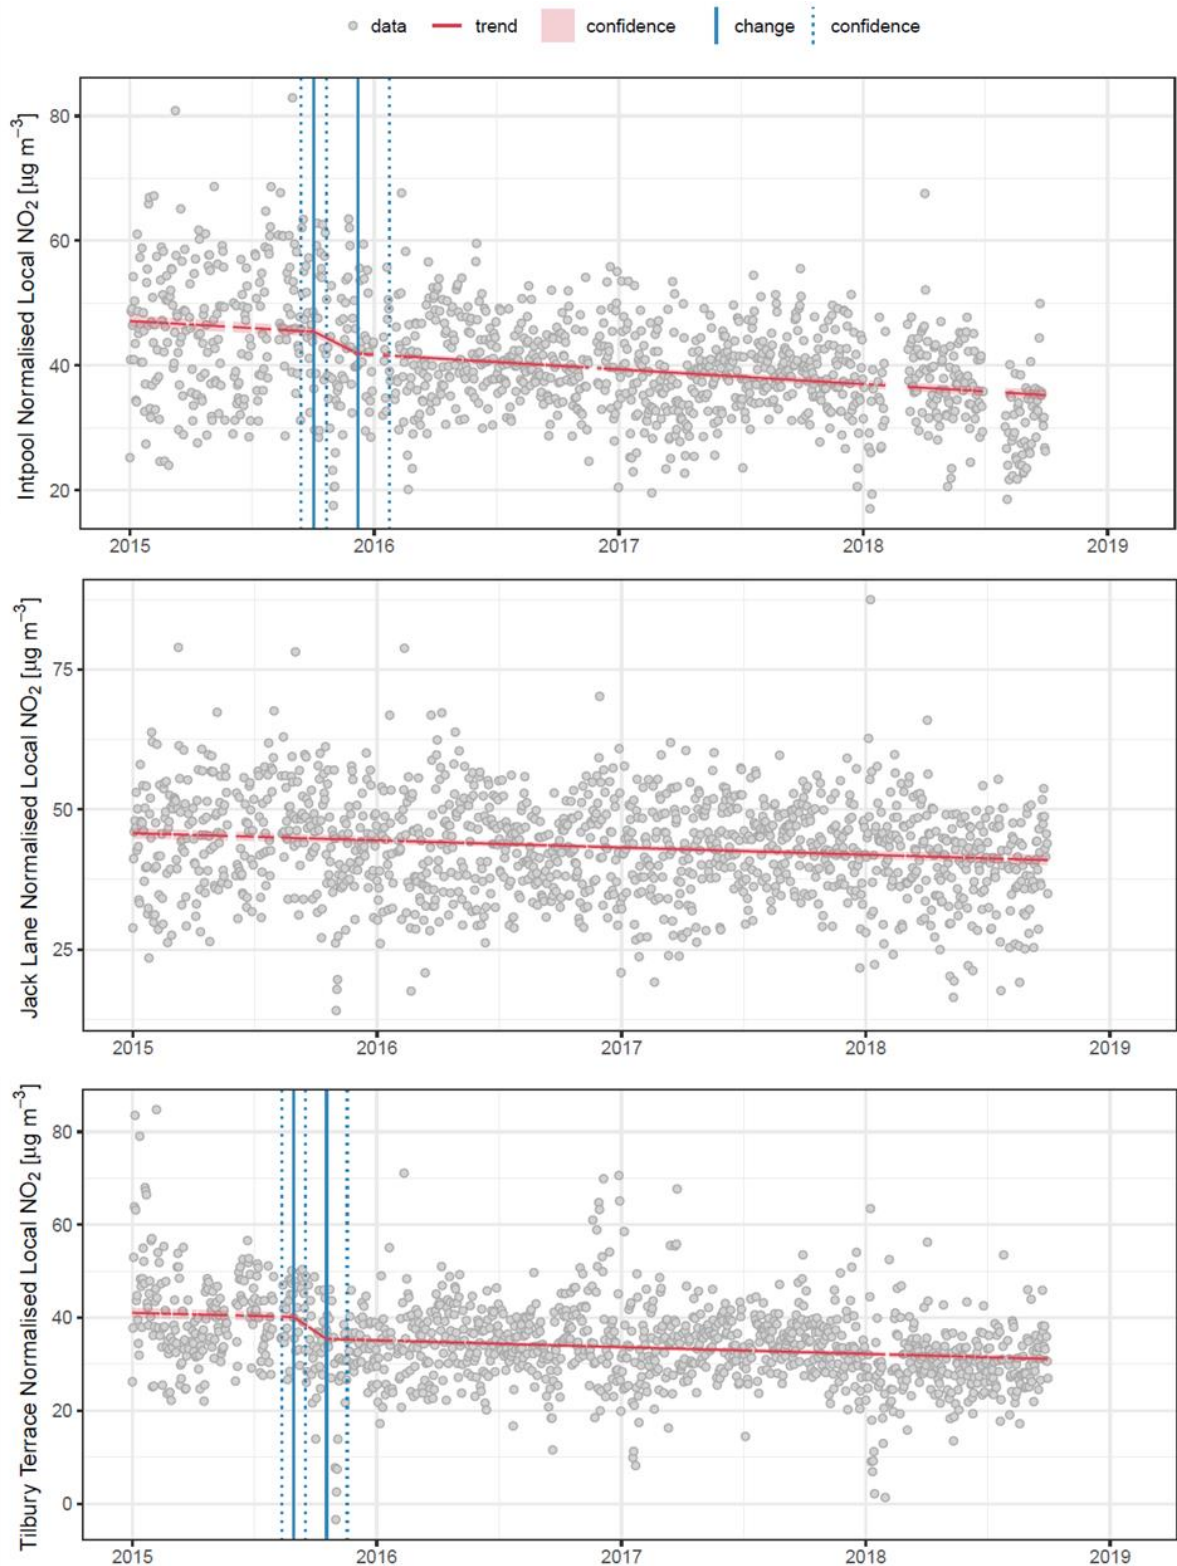 data trend confidence change confidence
Intpool Normalised Local NO₂ [µg m⁻³]
80
60
40
20
2015 2016 2017 2018 2019
Jack Lane Normalised Local NO₂ [µg m⁻³]
75
50
25
2015 2016 2017 2018 2019
Tilbury Terrace Normalised Local NO₂ [µg m⁻³]
80
60
40
20
0
2015 2016 2017 2018 2019